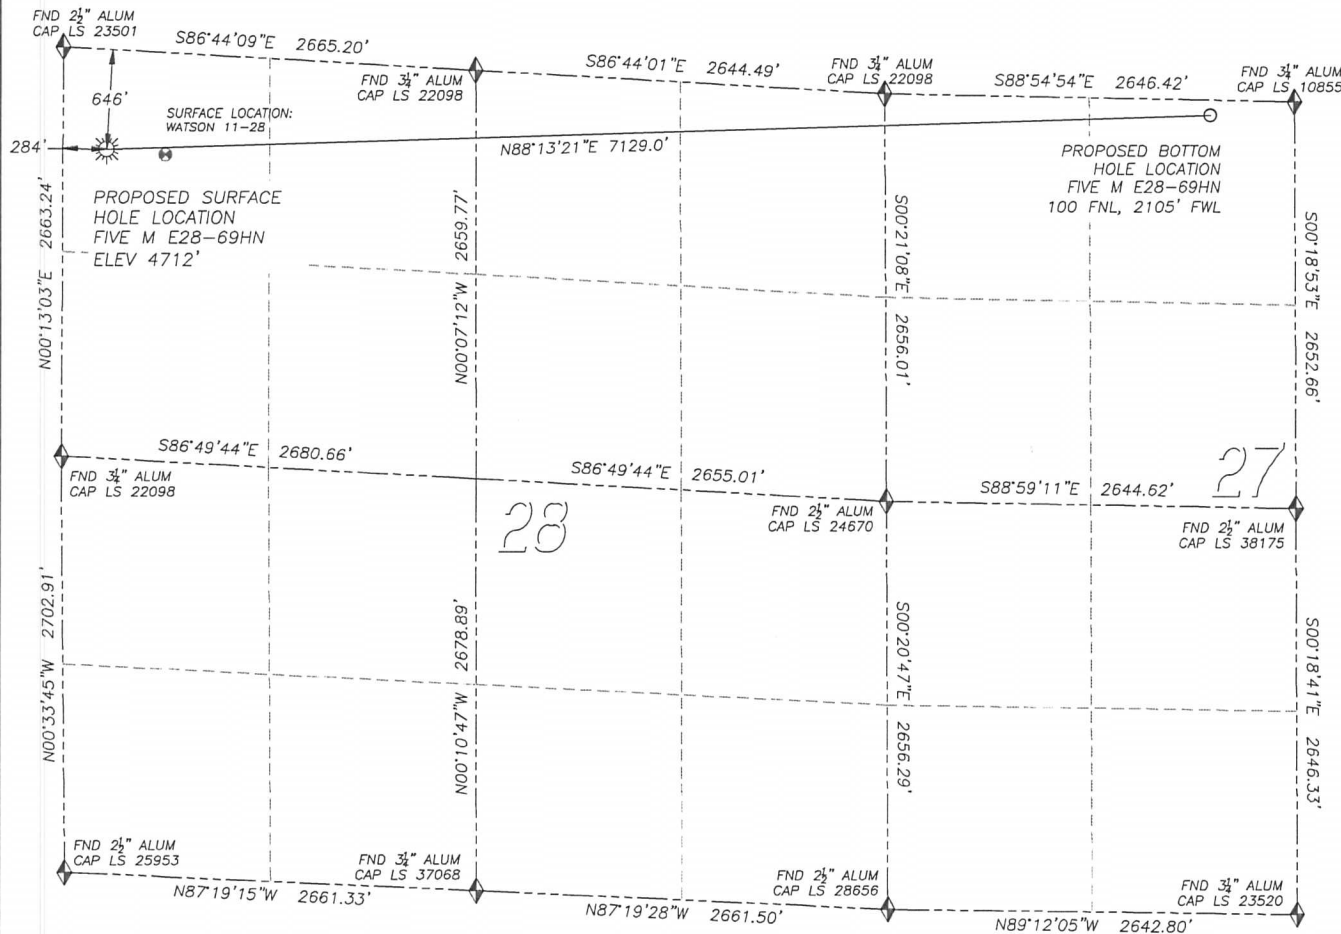 FND 2½" ALUM
CAP LS 23501
S86°44'09"E 2665.20'
FND 3¼" ALUM
CAP LS 22098
S86°44'01"E 2644.49'
FND 3¼" ALUM
CAP LS 22098
S88°54'54"E 2646.42'
FND 3¼" ALUM
CAP LS 10855
646'
SURFACE LOCATION:
WATSON 11-28
284'
N88°13'21"E 7129.0'
PROPOSED SURFACE
HOLE LOCATION
FIVE M E28-69HN
ELEV 4712'
PROPOSED BOTTOM
HOLE LOCATION
FIVE M E28-69HN
100 FNL, 2105' FWL
N00°13'03"E 2663.24'
N00°07'12"W 2659.77'
S00°21'08"E 2656.01'
S00°18'53"E 2652.66'
S86°49'44"E 2680.66'
FND 3¼" ALUM
CAP LS 22098
S86°49'44"E 2655.01'
FND 2½" ALUM
CAP LS 24670
S88°59'11"E 2644.62'
27
FND 2½" ALUM
CAP LS 38175
28
N00°33'45"W 2702.91'
N00°10'47"W 2678.89'
S00°20'47"E 2656.29'
S00°18'41"E 2646.33'
FND 2½" ALUM
CAP LS 25953
N87°19'15"W 2661.33'
FND 3¼" ALUM
CAP LS 37068
N87°19'28"W 2661.50'
FND 2½" ALUM
CAP LS 28656
N89°12'05"W 2642.80'
FND 3¼" ALUM
CAP LS 23520